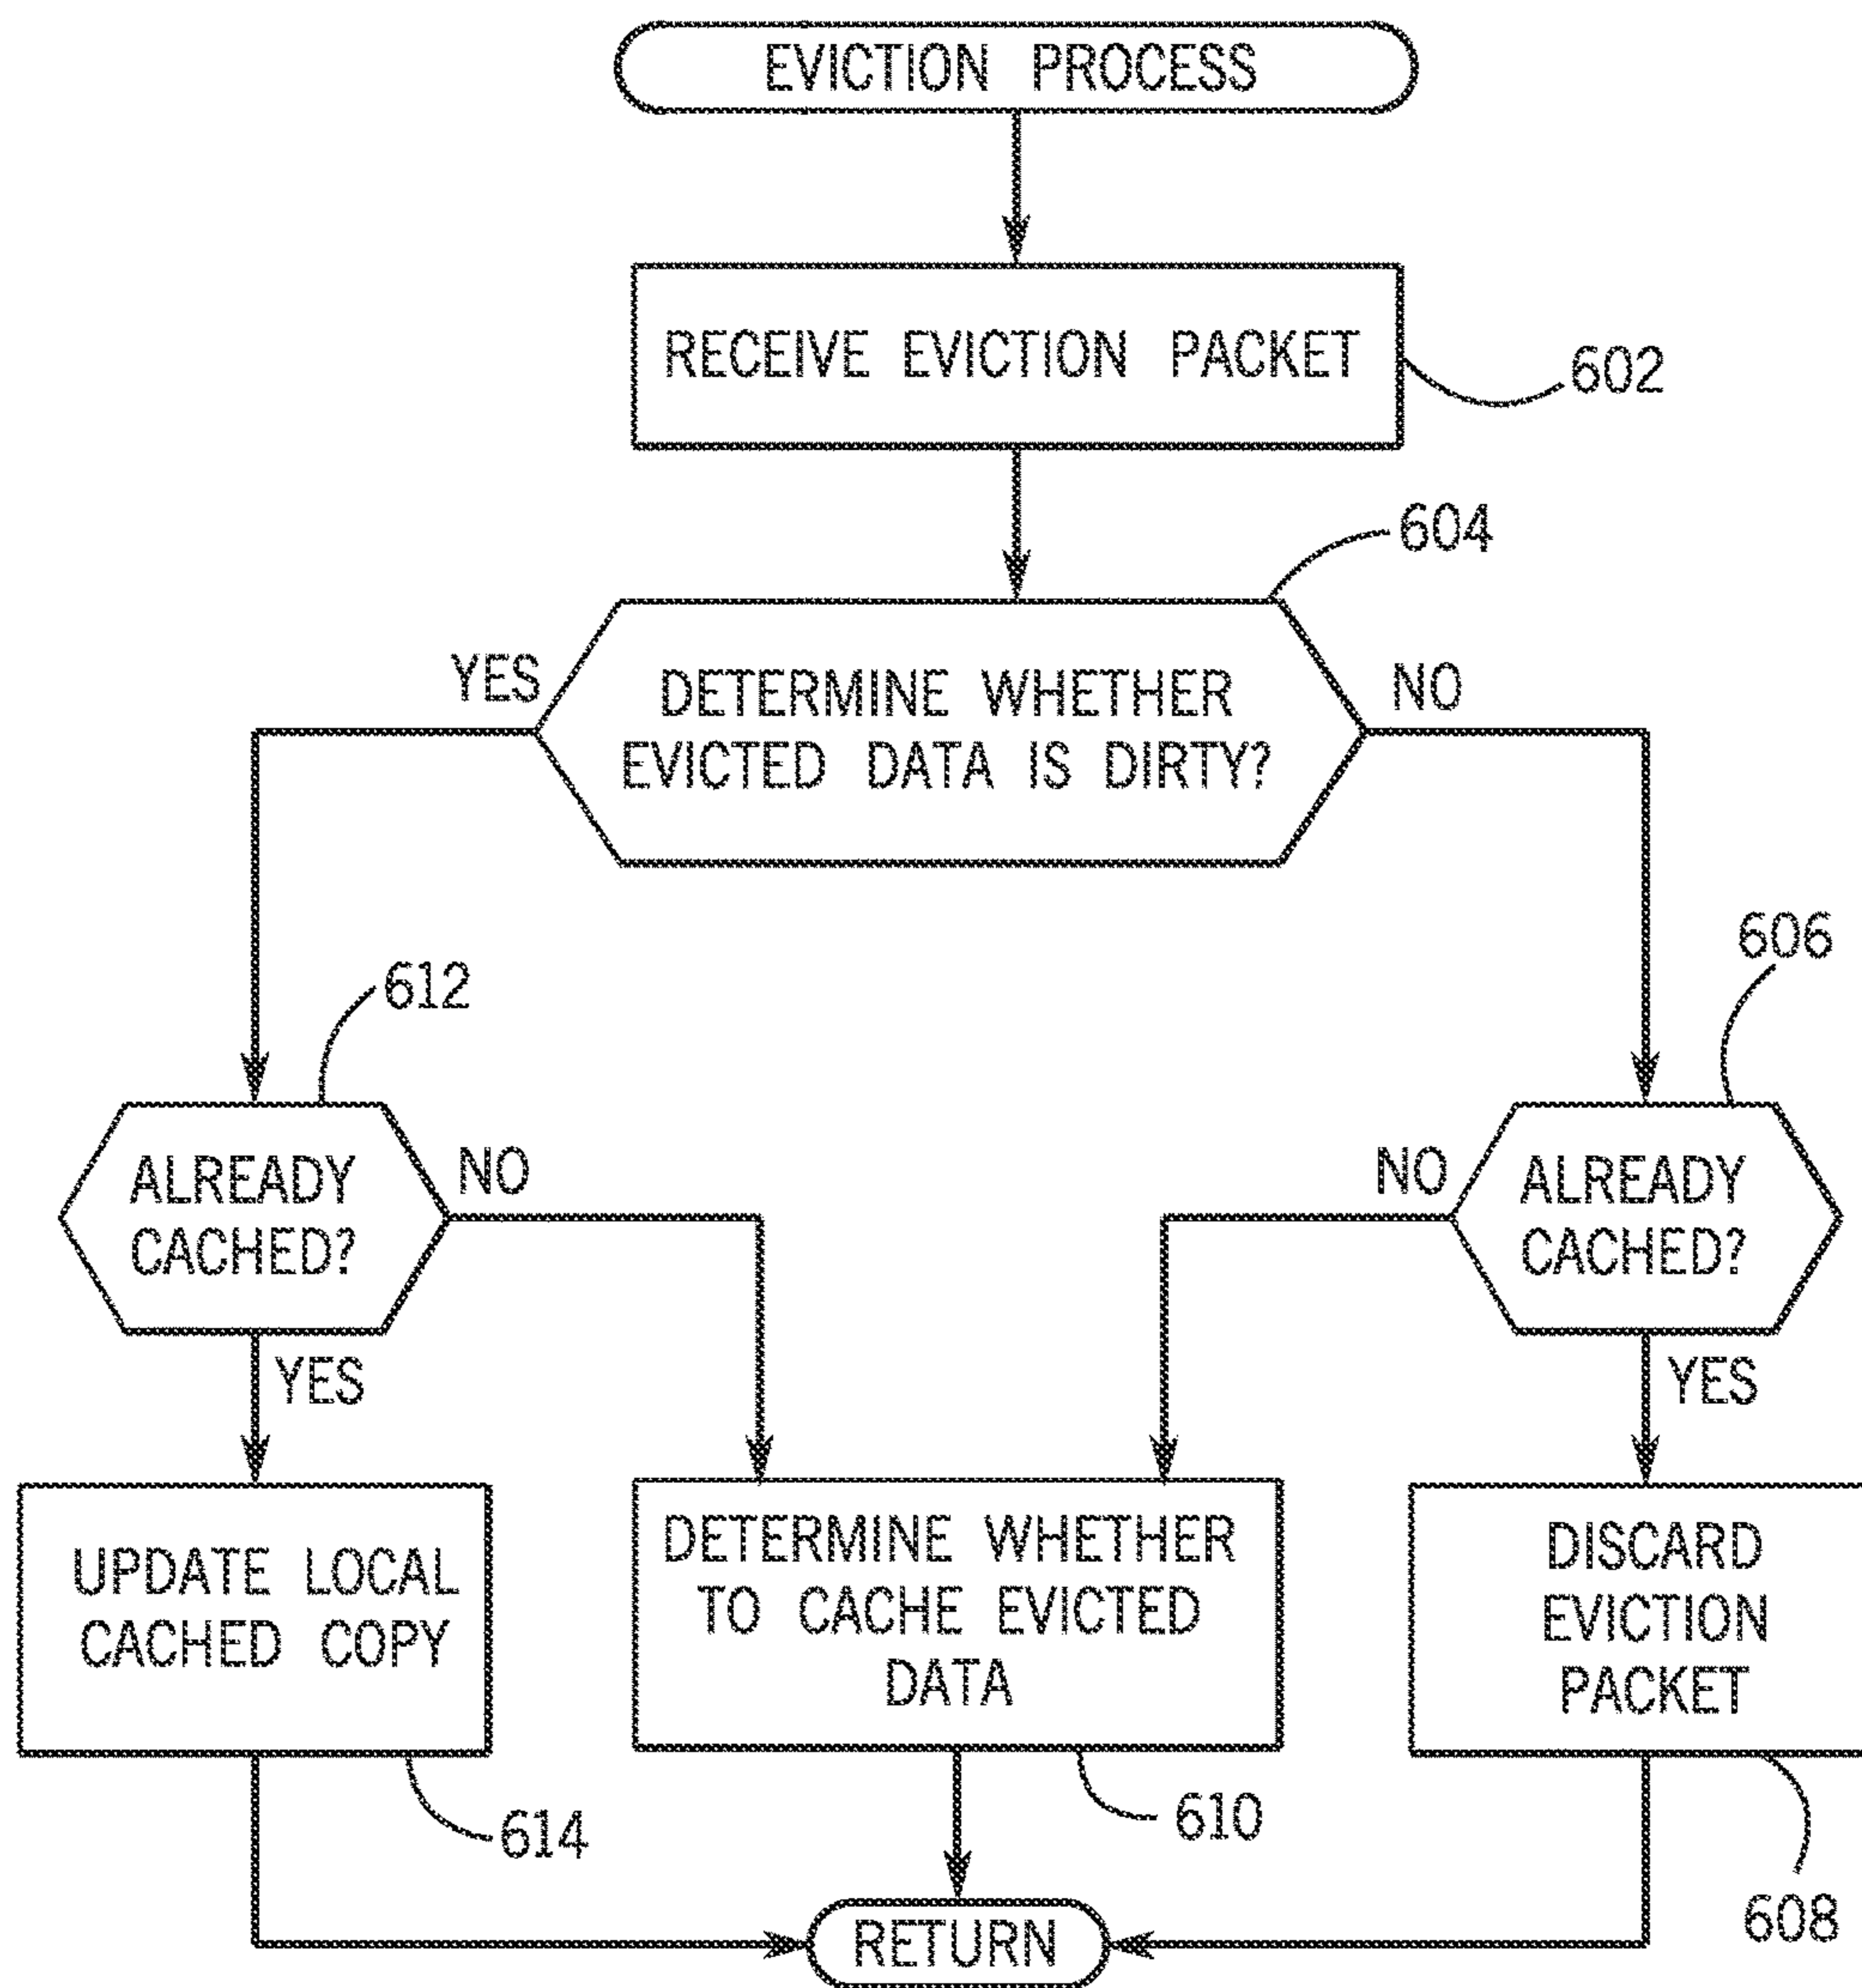 EVICTION PROCESS
RECEIVE EVICTION PACKET
602
604
YES
NO
DETERMINE WHETHER
EVICTED DATA IS DIRTY?
612
606
ALREADY
CACHED?
NO
YES
NO
ALREADY
CACHED?
YES
UPDATE LOCAL
CACHED COPY
614
DETERMINE WHETHER
TO CACHE EVICTED
DATA
610
DISCARD
EVICTION
PACKET
608
RETURN